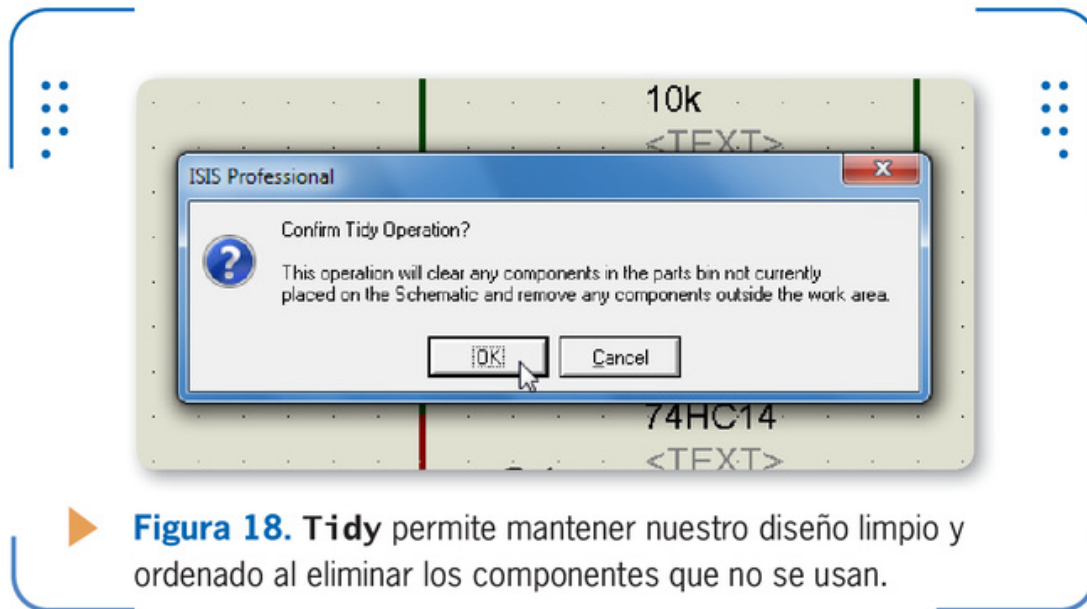 10k
<TEXT>
ISIS Professional
Confirm Tidy Operation?
This operation will clear any components in the parts bin not currently
placed on the Schematic and remove any components outside the work area.
OK
Cancel
74HC14
<TEXT>
Figura 18. Tidy permite mantener nuestro diseño limpio y
ordenado al eliminar los componentes que no se usan.